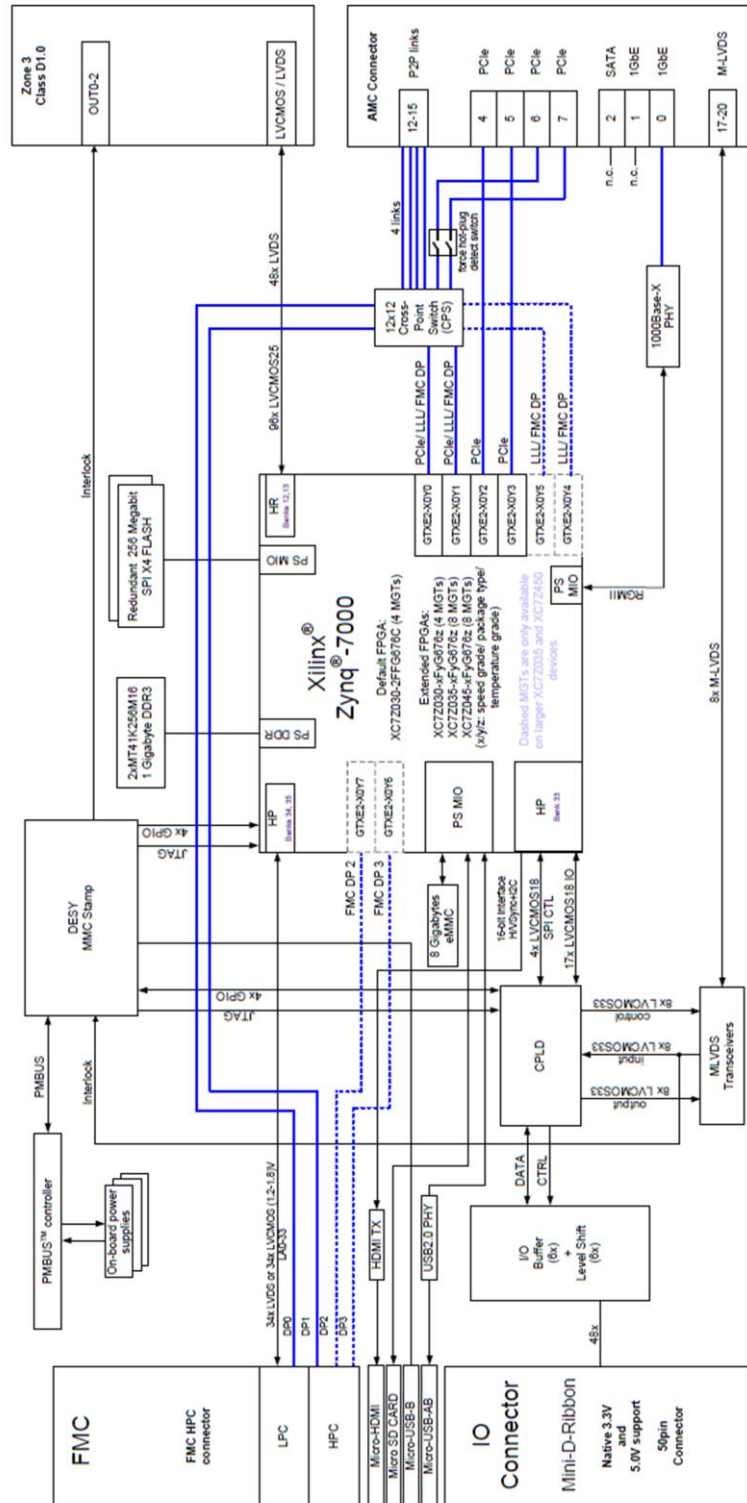 Zone 3
Class D1.0
OUT0-2
LVCMOS / LVDS
AMC Connector
12-15
P2P links
4
PCIe
5
PCIe
6
PCIe
7
PCIe
2
SATA
1
1GbE
0
1GbE
17-20
M-LVDS
n.c.
n.c.
4 links
force hot-plug
detect switch
12x12
Cross-
Point
Switch
(CPS)
1000Base-X
PHY
Interlock
48x LVDS
96x LVCMOS25
Redundant 256 Megabit
SPI X4 FLASH
2xMT41K256M16
1 Gigabyte DDR3
PCIe/ LLL/ FMC DP
PCIe/ LLL/ FMC DP
PCIe
PCIe
LLL/ FMC DP
LLL/ FMC DP
RGMII
8x M-LVDS
HR
Banks 12,13
PS MIO
PS DDR
HP
Banks 34, 35
GTXE2-X0Y0
GTXE2-X0Y1
GTXE2-X0Y2
GTXE2-X0Y3
GTXE2-X0Y5
GTXE2-X0Y4
PS
MIO
Xilinx®
Zynq®-7000
Default FPGA:
XC7Z030-2FFG676C (4 MGTs)
Extended FPGAs:
XC7Z030-xFyG676z (4 MGTs)
XC7Z035-xFyG676z (8 MGTs)
XC7Z045-xFyG676z (8 MGTs)
(x/y/z: speed grade/ package type/
temperature grade)
Dashed MGTs are only available
on larger XC7Z035 and XC7Z450
devices
GTXE2-X0Y7
GTXE2-X0Y6
PS MIO
HP
Bank 33
DESY
MMC Stamp
4x GPIO
JTAG
FMC DP 2
FMC DP 3
8 Gigabytes
eMMC
16-bit Interface
H/VSync+I2C
4x LVCMOS18
SPI CTL
17x LVCMOS18 IO
4x GPIO
JTAG
CPLD
8x LVCMOS33
control
8x LVCMOS33
input
8x LVCMOS33
output
MLVDS
Transceivers
PMBUS
Interlock
PMBUS™ controller
On-board power
supplies
34x LVDS or 34x LVCMOS (1.2-1.8)V
LA0-33
DP0
DP1
DP2
DP3
HDMI TX
USB2.0 PHY
DATA
CTRL
I/O
Buffer
(6x)
+
Level Shift
(6x)
48x
FMC
FMC HPC
connector
LPC
HPC
Micro-HDMI
Micro SD CARD
Micro-USB-B
Micro-USB-AB
IO
Connector
Mini-D-Ribbon
Native 3.3V
and
5.0V support
50pin
Connector